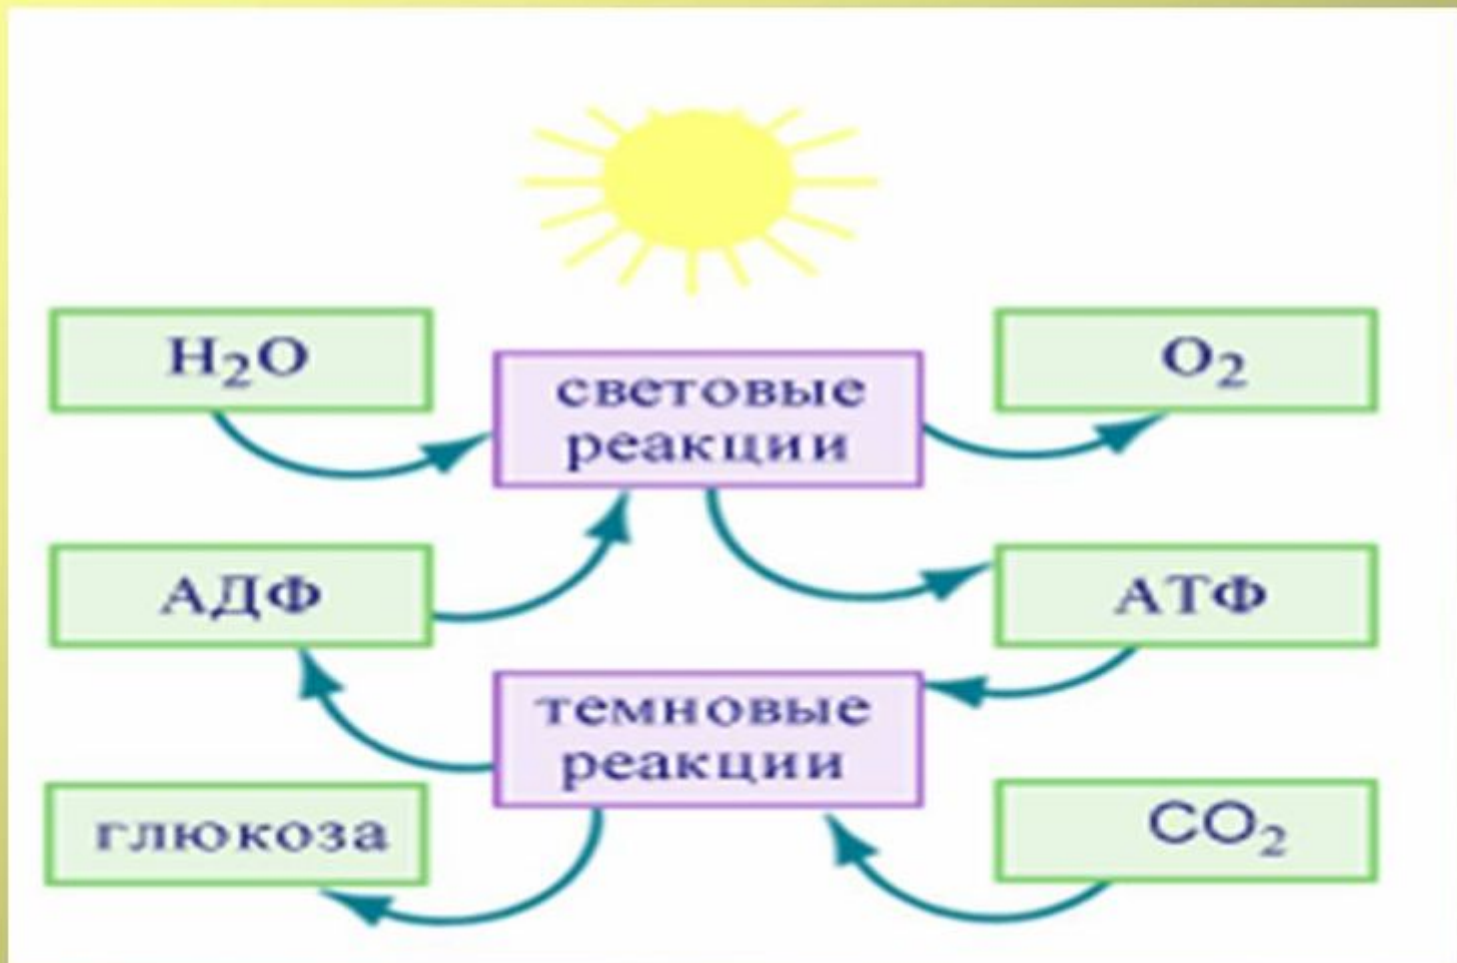 H₂O
O₂
световые
реакции
АДФ
АТФ
темновые
реакции
глюкоза
CO₂